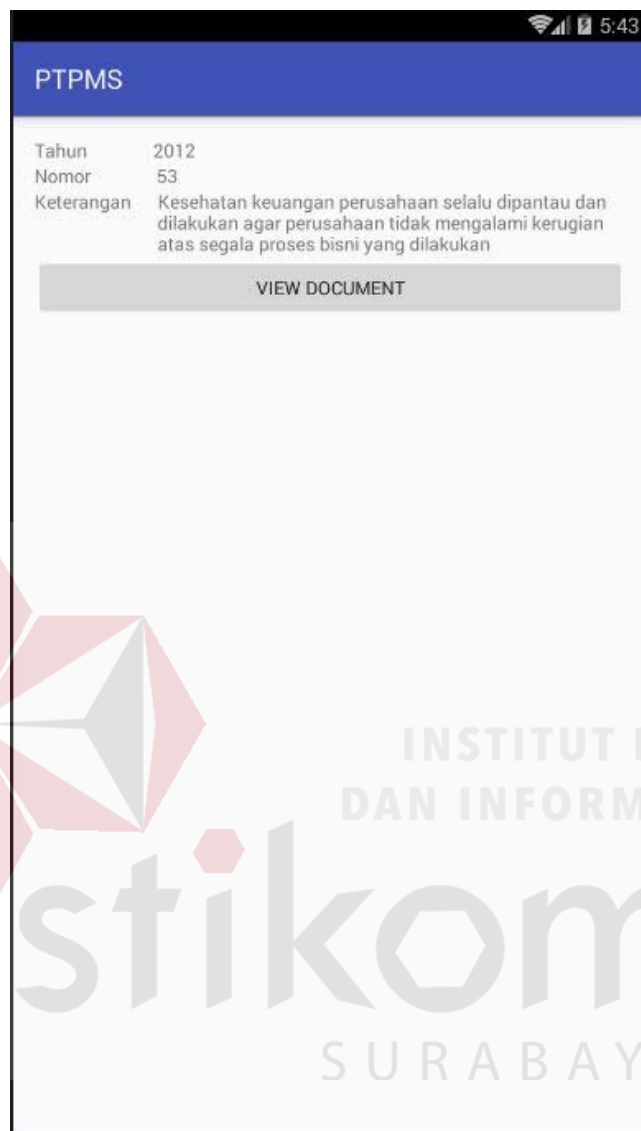 5:43
PTPMS
Tahun 2012
Nomor 53
Keterangan Kesehatan keuangan perusahaan selalu dipantau dan
dilakukan agar perusahaan tidak mengalami kerugian
atas segala proses bisni yang dilakukan
VIEW DOCUMENT
INSTITUT
DAN INFORM
stikom
SURABAY